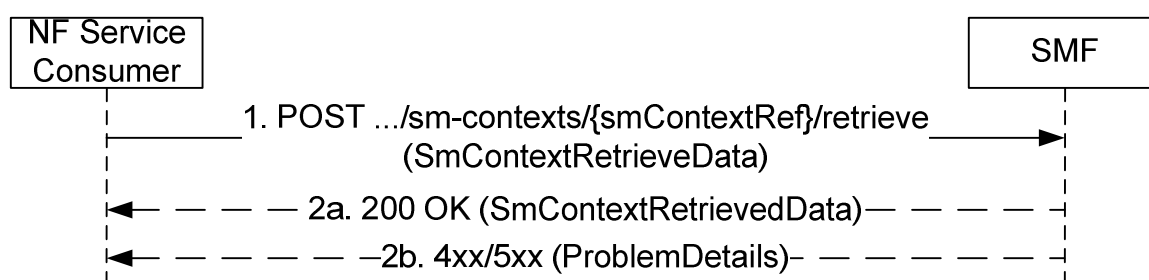 NF Service
Consumer
SMF
1. POST .../sm-contexts/{smContextRef}/retrieve
(SmContextRetrieveData)
2a. 200 OK (SmContextRetrievedData)
2b. 4xx/5xx (ProblemDetails)